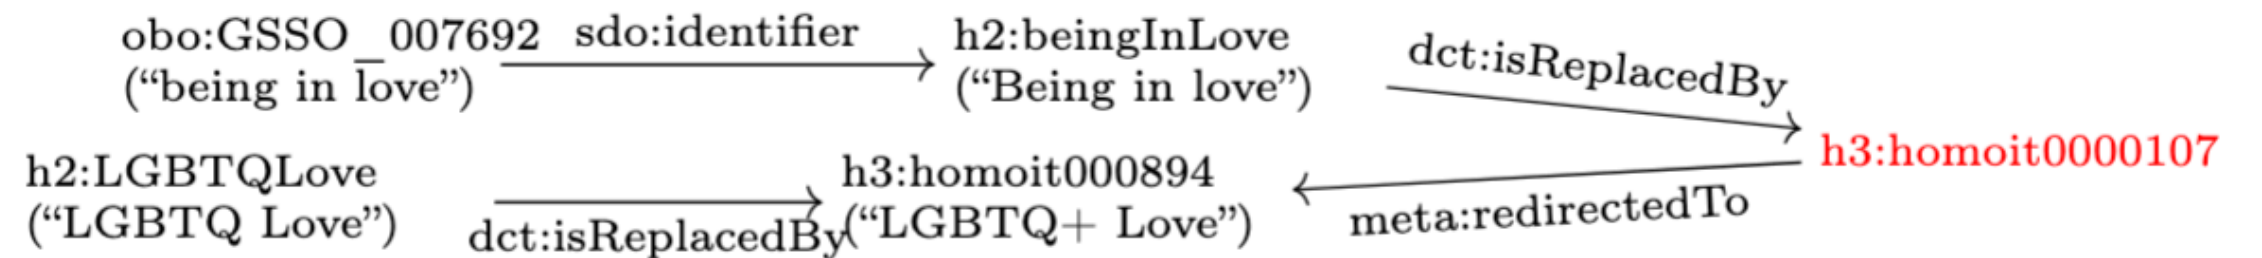 obo:GSSO_007692
("being in love")
sdo:identifier
h2:beingInLove
("Being in love")
dct:isReplacedBy
h3:homoit0000107
h2:LGBTQLove
("LGBTQ Love")
dct:isReplacedBy
h3:homoit000894
("LGBTQ+ Love")
meta:redirectedTo